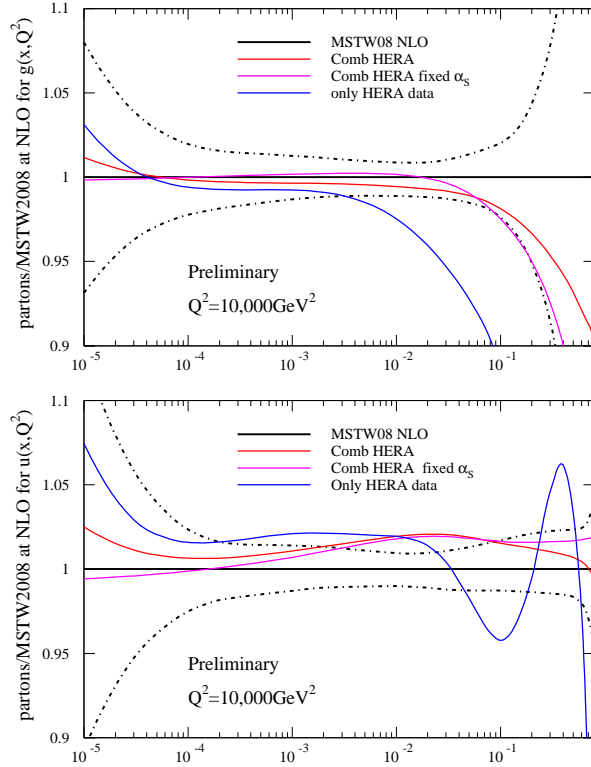 partons/MSTW2008 at NLO for g(x,Q²)
1.1
1.05
1
0.95
0.9
MSTW08 NLO
Comb HERA
Comb HERA fixed αS
only HERA data
Preliminary
Q²=10,000GeV²
10⁻⁵ 10⁻⁴ 10⁻³ 10⁻² 10⁻¹
partons/MSTW2008 at NLO for u(x,Q²)
1.1
1.05
1
0.95
0.9
MSTW08 NLO
Comb HERA
Comb HERA fixed αS
Only HERA data
Preliminary
Q²=10,000GeV²
10⁻⁵ 10⁻⁴ 10⁻³ 10⁻² 10⁻¹